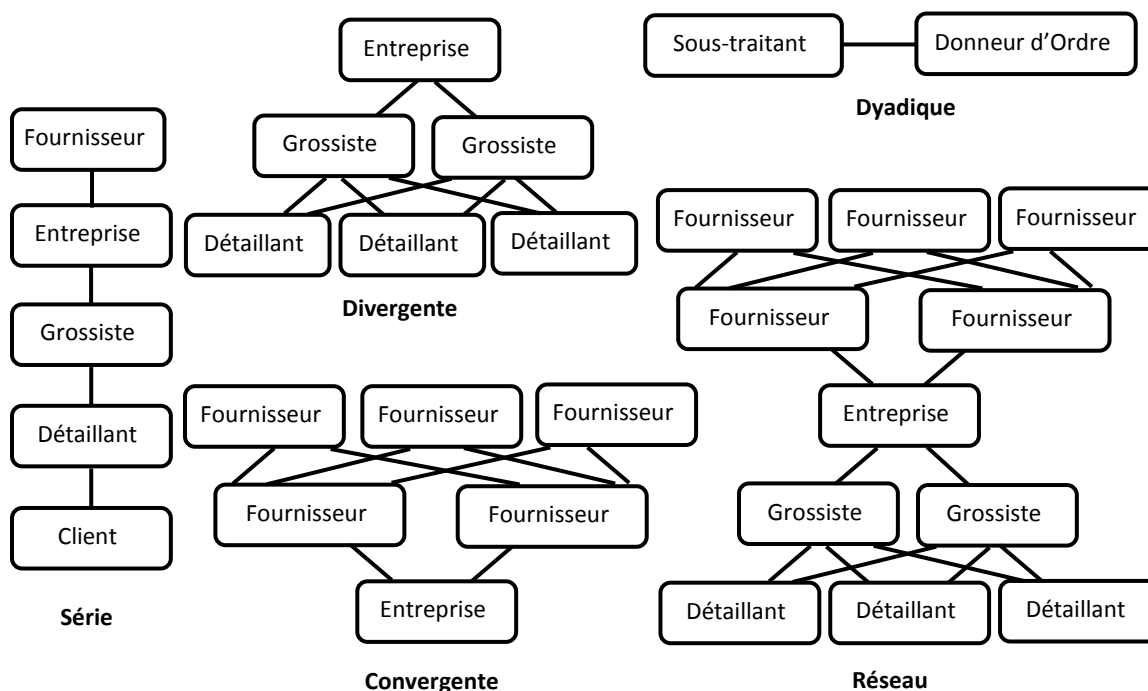 Fournisseur
Entreprise
Grossiste
Détaillant
Client
Série
Entreprise
Grossiste
Grossiste
Détaillant
Détaillant
Détaillant
Divergente
Fournisseur
Fournisseur
Fournisseur
Fournisseur
Fournisseur
Entreprise
Convergente
Sous-traitant
Donneur d’Ordre
Dyadique
Fournisseur
Fournisseur
Fournisseur
Fournisseur
Fournisseur
Entreprise
Grossiste
Grossiste
Détaillant
Détaillant
Détaillant
Réseau